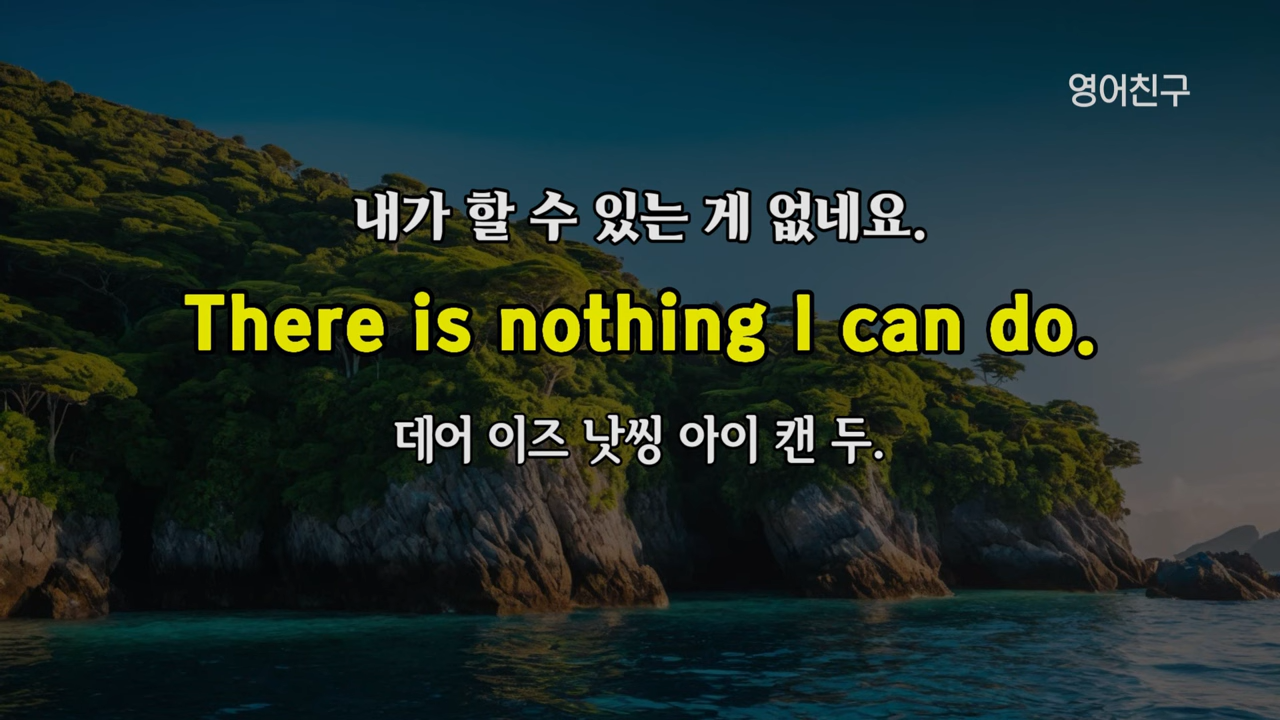 영어친구
내가 할 수 있는 게 없네요.
There is nothing I can do.
데어 이즈 낫씽 아이 캔 두.